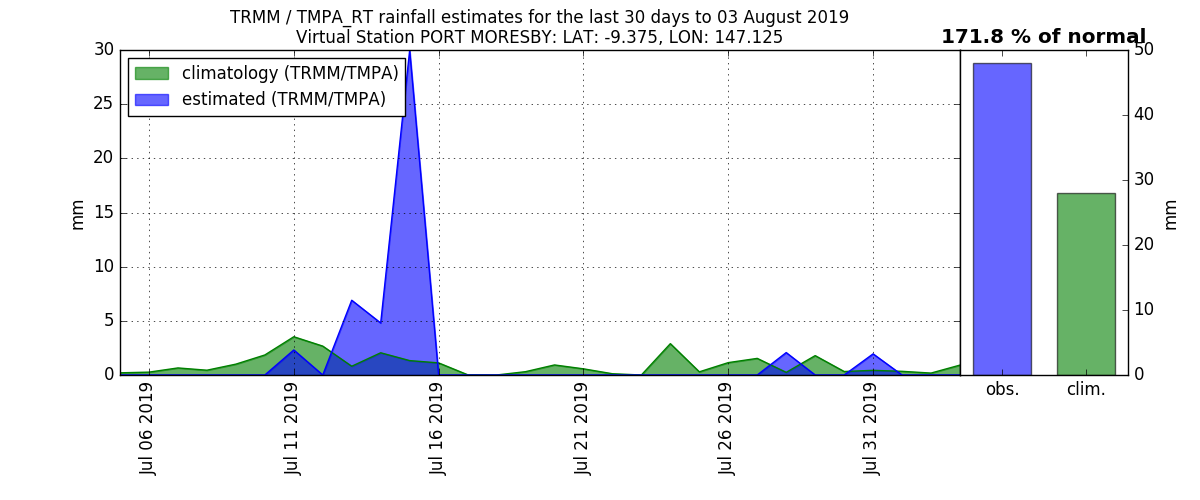 TRMM / TMPA_RT rainfall estimates for the last 30 days to 03 August 2019
Virtual Station PORT MORESBY: LAT: -9.375, LON: 147.125
171.8 % of normal
climatology (TRMM/TMPA)
estimated (TRMM/TMPA)
30
25
20
15
10
5
0
mm
Jul 06 2019
Jul 11 2019
Jul 16 2019
Jul 21 2019
Jul 26 2019
Jul 31 2019
50
40
30
20
10
0
mm
obs.
clim.